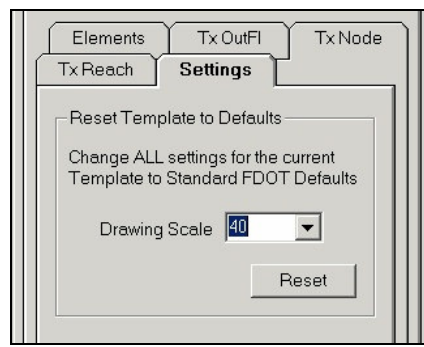 Elements Tx OutFl Tx Node
Tx Reach Settings
Reset Template to Defaults
Change ALL settings for the current
Template to Standard FDOT Defaults
Drawing Scale 40
Reset